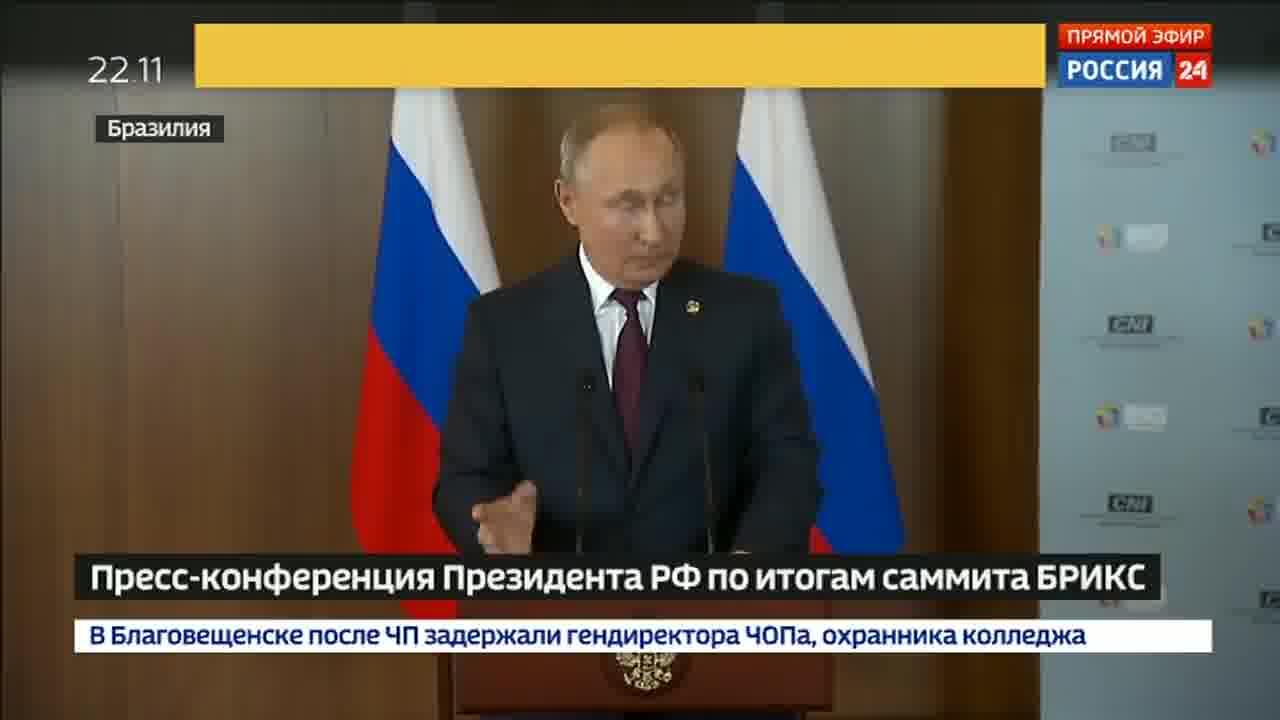 22.11
ПРЯМОЙ ЭФИР
РОССИЯ 24
Бразилия
CNI
CNI
CNI
Пресс-конференция Президента РФ по итогам саммита БРИКС
В Благовещенске после ЧП задержали гендиректора ЧОПа, охранника колледжа